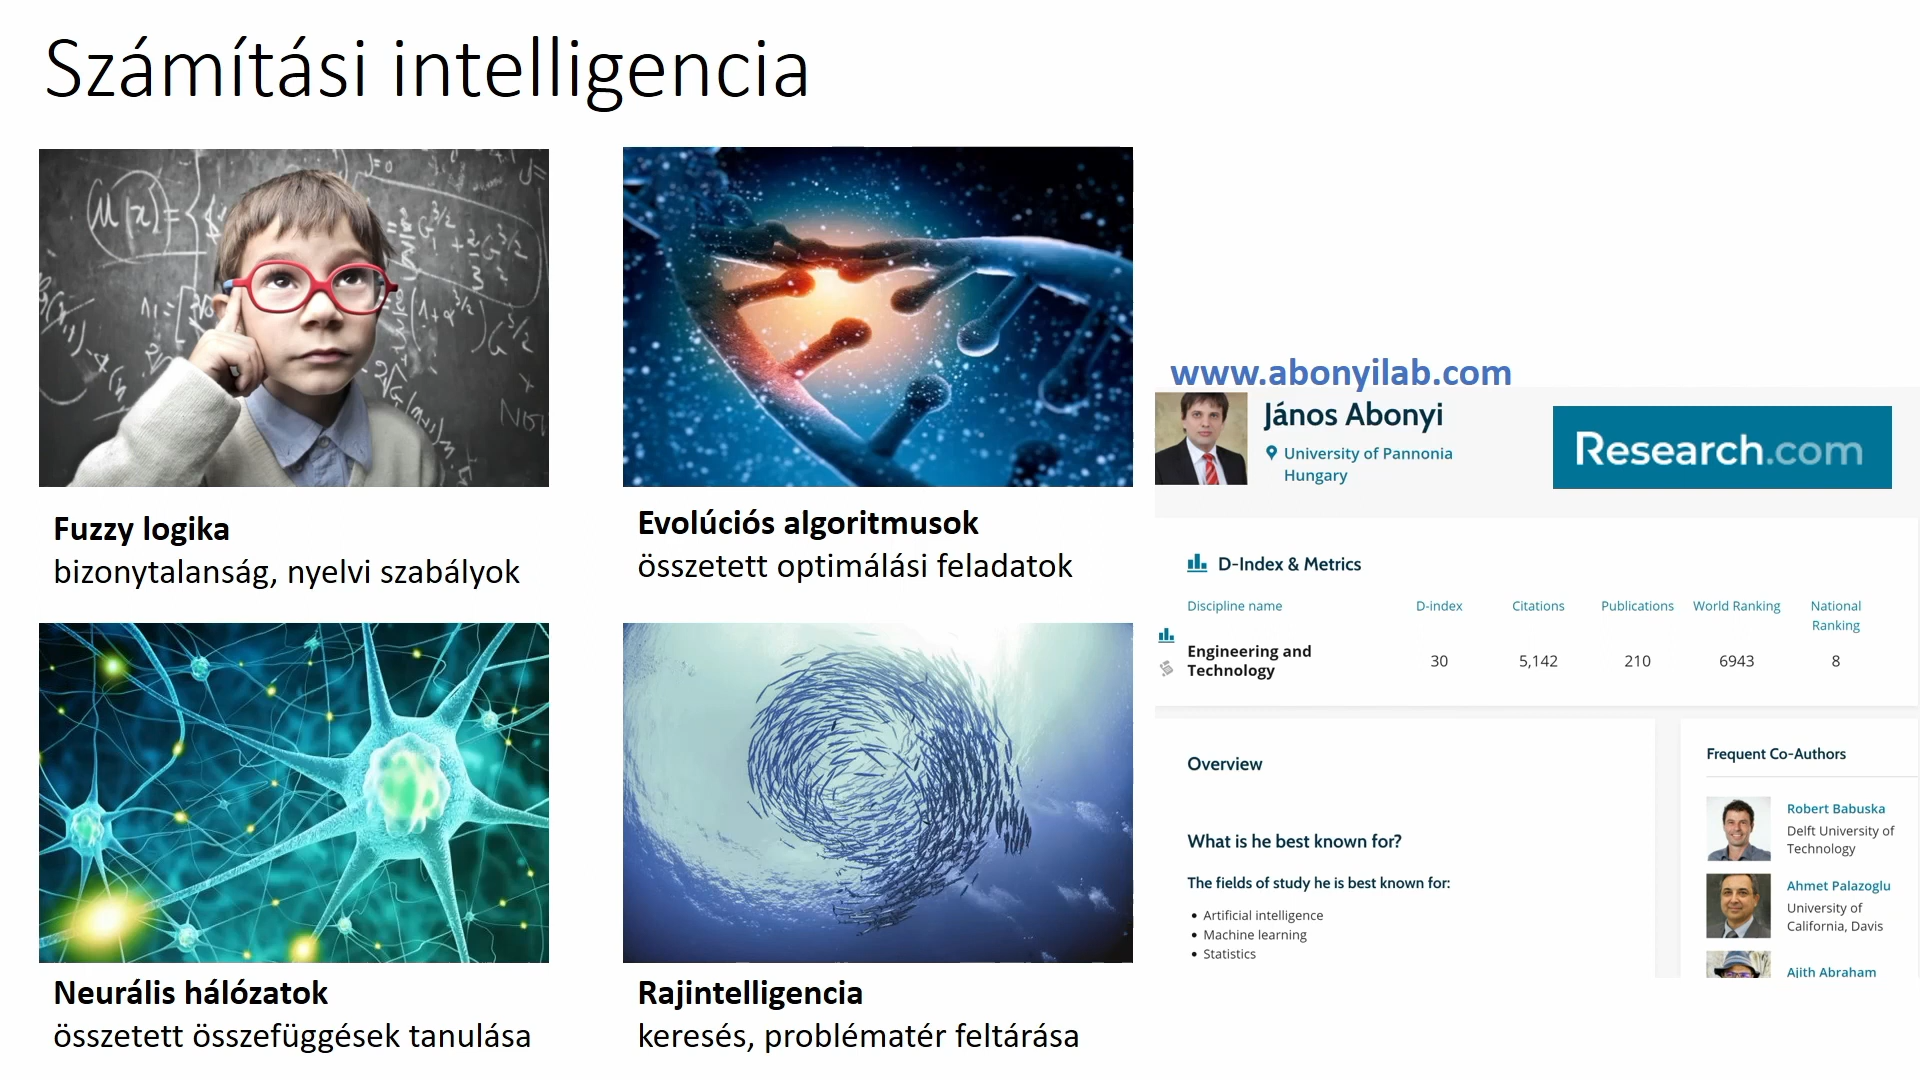 Számítási intelligencia
Fuzzy logika
bizonytalanság, nyelvi szabályok
Evolúciós algoritmusok
összetett optimálási feladatok
Neurális hálózatok
összetett összefüggések tanulása
Rajintelligencia
keresés, problématér feltárása
www.abonyilab.com
János Abonyi
University of Pannonia
Hungary
Research.com
D-Index & Metrics
Discipline name D-index Citations Publications World Ranking National
Ranking
Engineering and
Technology
30 5,142 210 6943 8
Overview
What is he best known for?
The fields of study he is best known for:
• Artificial intelligence
• Machine learning
• Statistics
Frequent Co-Authors
Robert Babuska
Delft University of
Technology
Ahmet Palazoglu
University of
California, Davis
Ajith Abraham